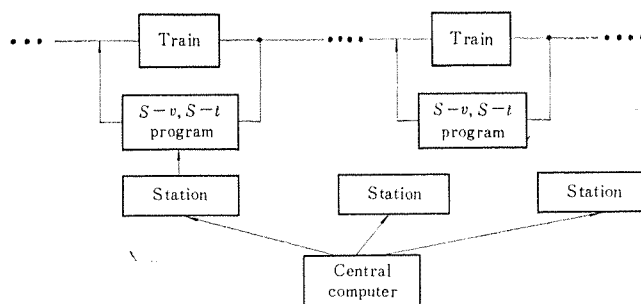 Train
Train
S-v, S-t
program
S-v, S-t
program
Station
Station
Station
Central
computer